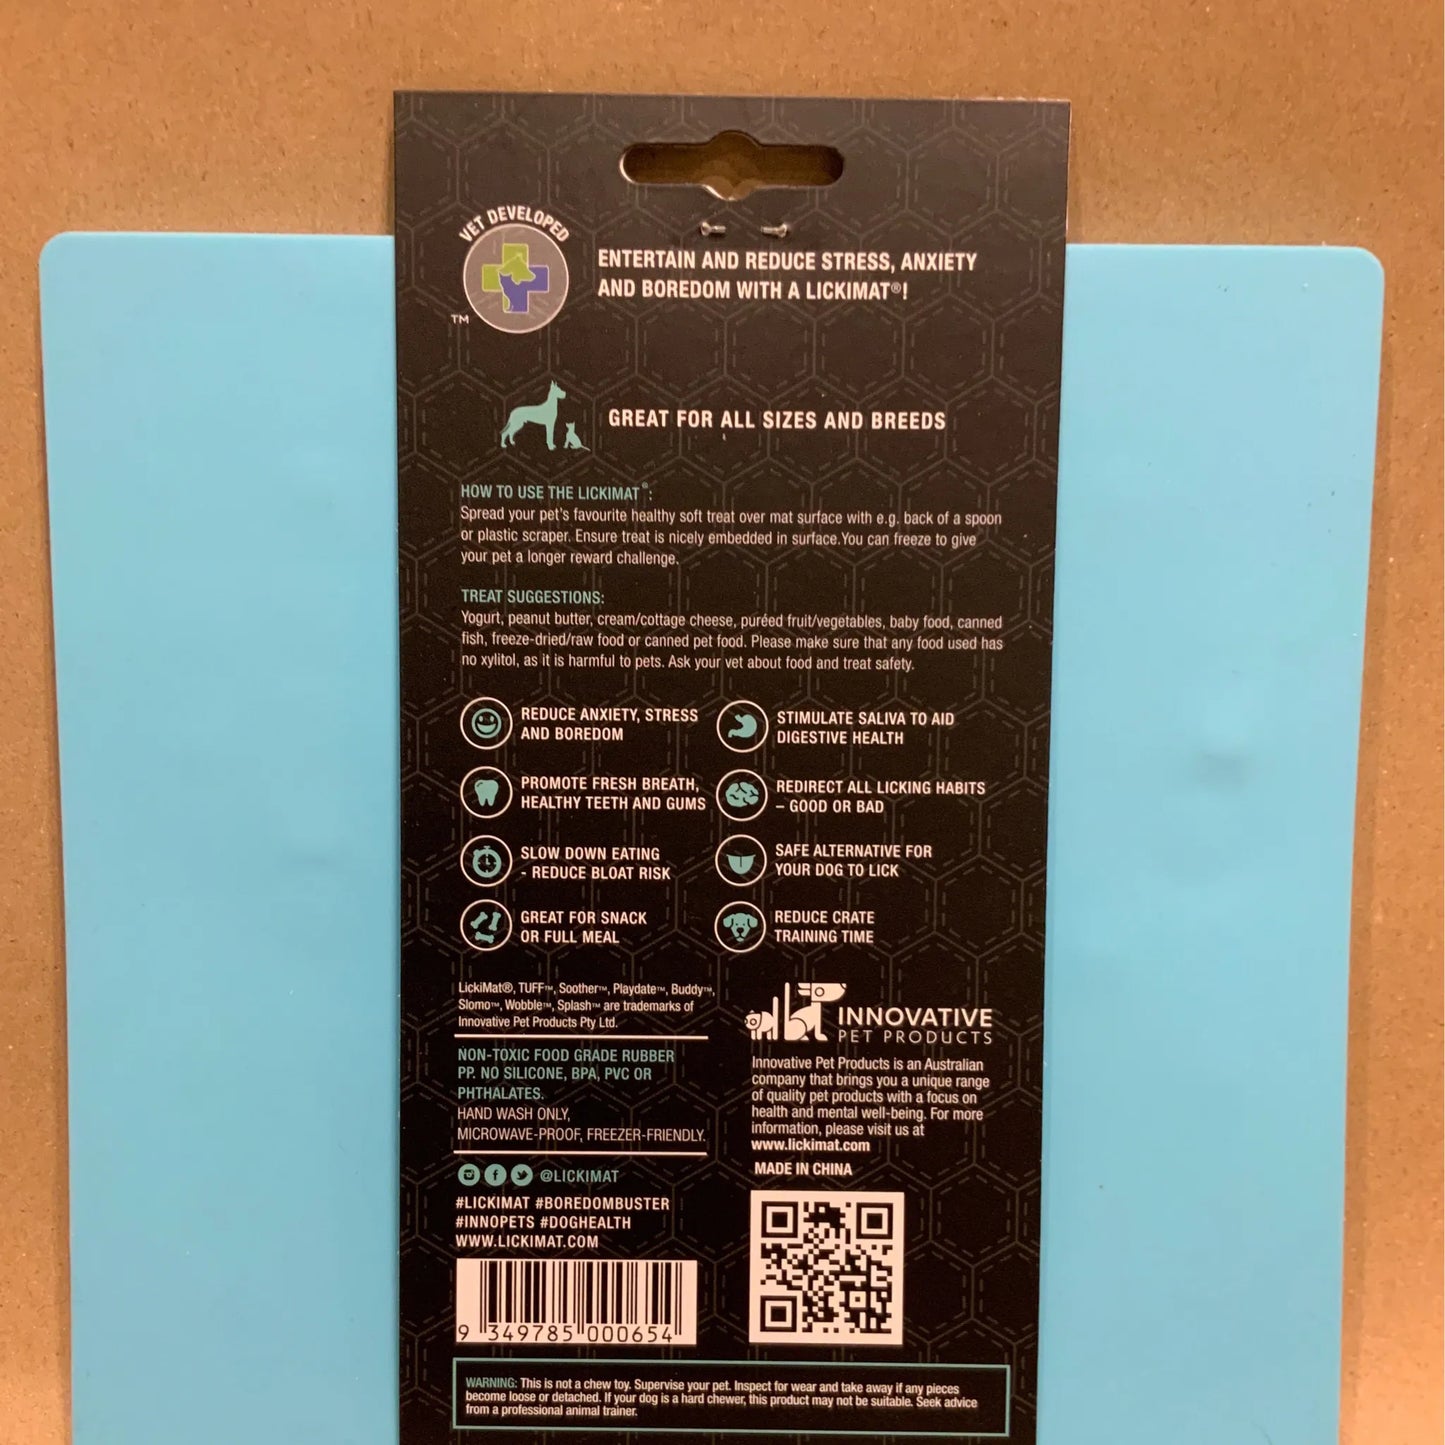 VET DEVELOPED
TM
ENTERTAIN AND REDUCE STRESS, ANXIETY
AND BOREDOM WITH A LICKIMAT®!
GREAT FOR ALL SIZES AND BREEDS
HOW TO USE THE LICKIMAT®:
Spread your pet's favourite healthy soft treat over mat surface with e.g. back of a spoon
or plastic scraper. Ensure treat is nicely embedded in surface.You can freeze to give
your pet a longer reward challenge.
TREAT SUGGESTIONS:
Yogurt, peanut butter, cream/cottage cheese, puréed fruit/vegetables, baby food, canned
fish, freeze-dried/raw food or canned pet food. Please make sure that any food used has
no xylitol, as it is harmful to pets. Ask your vet about food and treat safety.
REDUCE ANXIETY, STRESS
AND BOREDOM
STIMULATE SALIVA TO AID
DIGESTIVE HEALTH
PROMOTE FRESH BREATH,
HEALTHY TEETH AND GUMS
REDIRECT ALL LICKING HABITS
– GOOD OR BAD
SLOW DOWN EATING
- REDUCE BLOAT RISK
SAFE ALTERNATIVE FOR
YOUR DOG TO LICK
GREAT FOR SNACK
OR FULL MEAL
REDUCE CRATE
TRAINING TIME
LickiMat®, TUFF™, Soother™, Playdate™, Buddy™,
Slomo™, Wobble™, Splash™ are trademarks of
Innovative Pet Products Pty Ltd.
NON-TOXIC FOOD GRADE RUBBER
PP. NO SILICONE, BPA, PVC OR
PHTHALATES.
HAND WASH ONLY,
MICROWAVE-PROOF, FREEZER-FRIENDLY.
@LICKIMAT
#LICKIMAT #BOREDOMBUSTER
#INNOPETS #DOGHEALTH
WWW.LICKIMAT.COM
9 349785 000654
INNOVATIVE
PET PRODUCTS
Innovative Pet Products is an Australian
company that brings you a unique range
of quality pet products with a focus on
health and mental well-being. For more
information, please visit us at
www.lickimat.com
MADE IN CHINA
WARNING: This is not a chew toy. Supervise your pet. Inspect for wear and take away if any pieces
become loose or detached. If your dog is a hard chewer, this product may not be suitable. Seek advice
from a professional animal trainer.